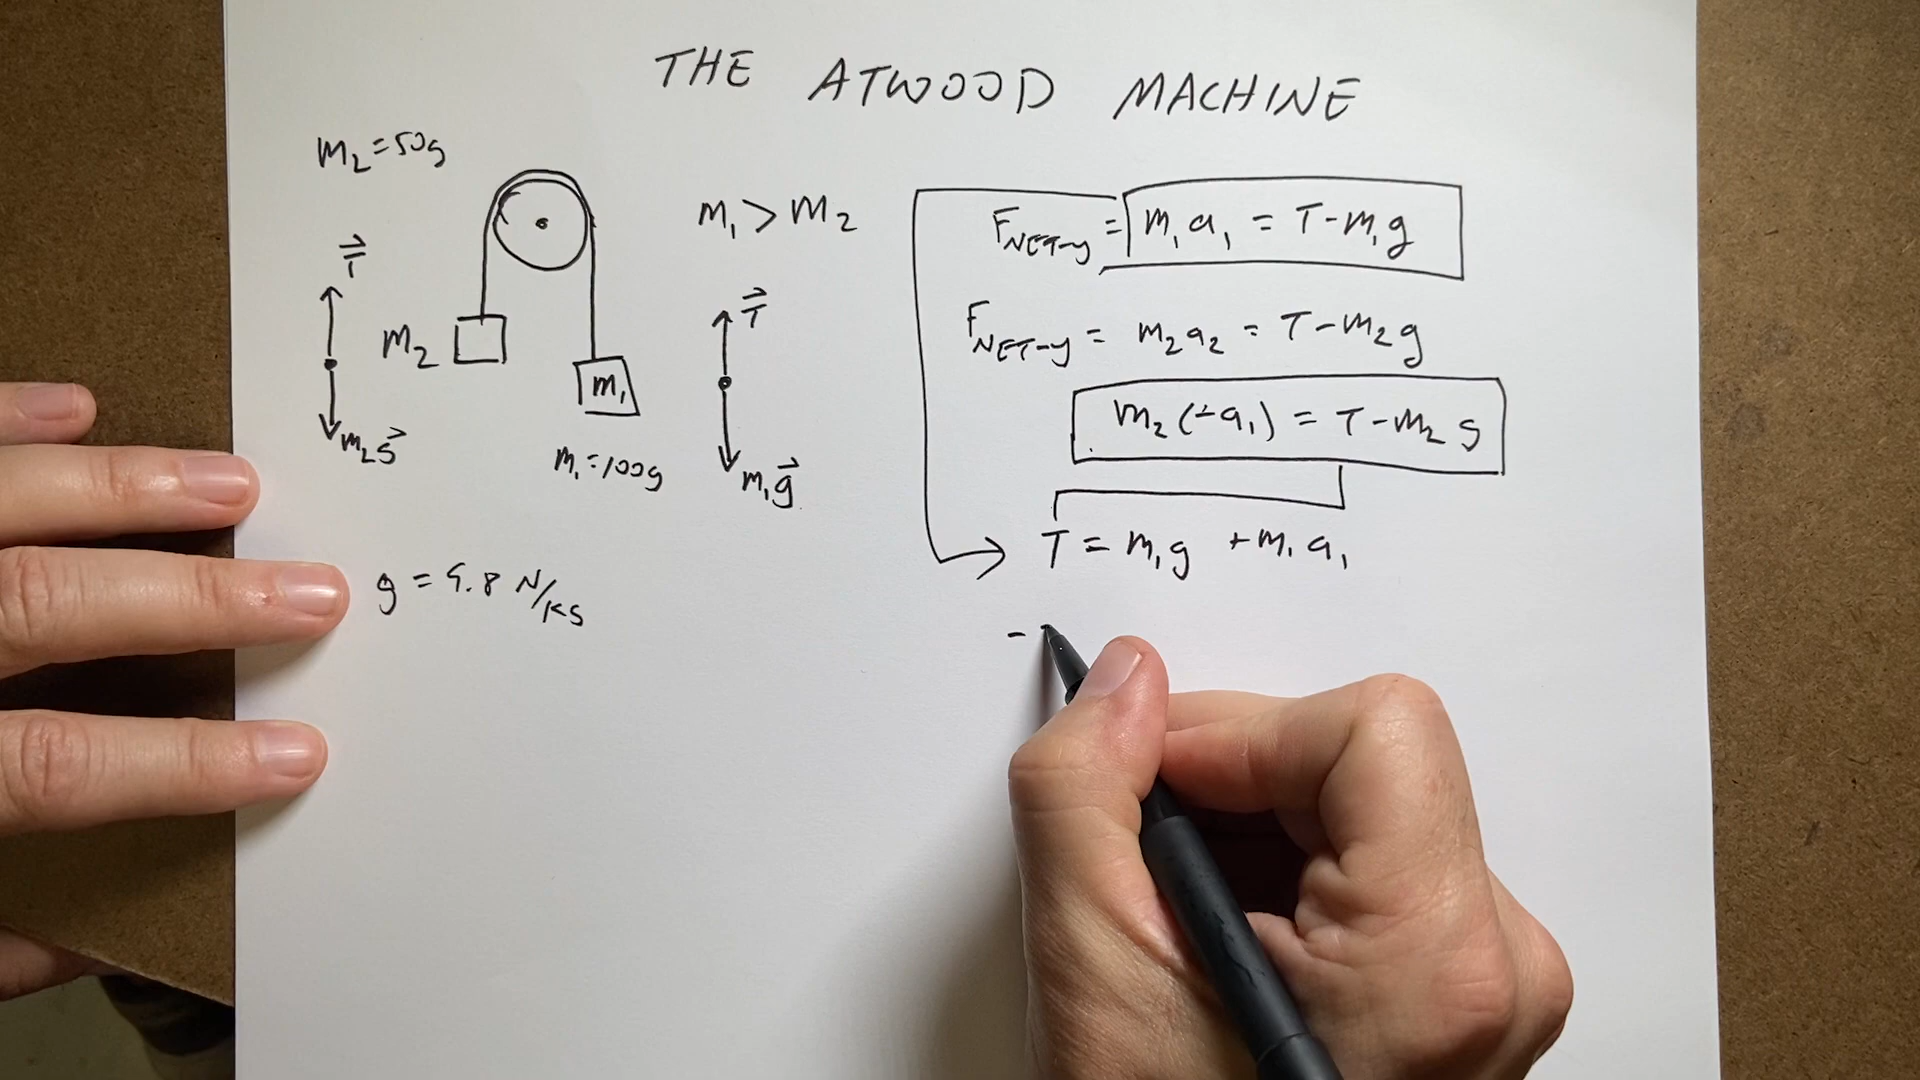 THE ATWOOD MACHINE
m₂ = 50g
m₁ > m₂
F_NET-y = m₁a₁ = T - m₁g
T⃗
T⃗
F_NET-y = m₂a₂ = T - m₂g
m₂
m₁
m₂g⃗
m₁ = 100g
m₁g⃗
m₂(-a₁) = T - m₂g
T = m₁g + m₁a₁
g = 9.8 N/kg
-